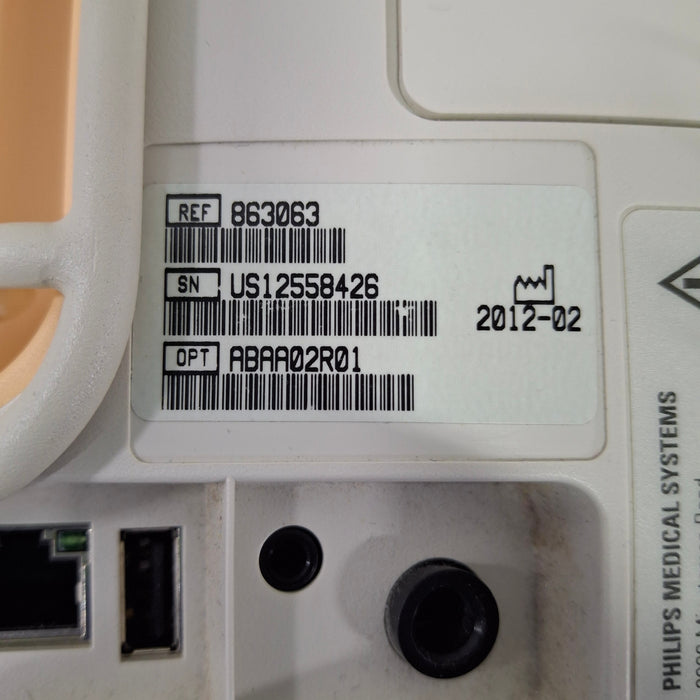 REF 863063
SN US12558426
2012-02
OPT ABAA02R01
PHILIPS MEDICAL SYSTEMS